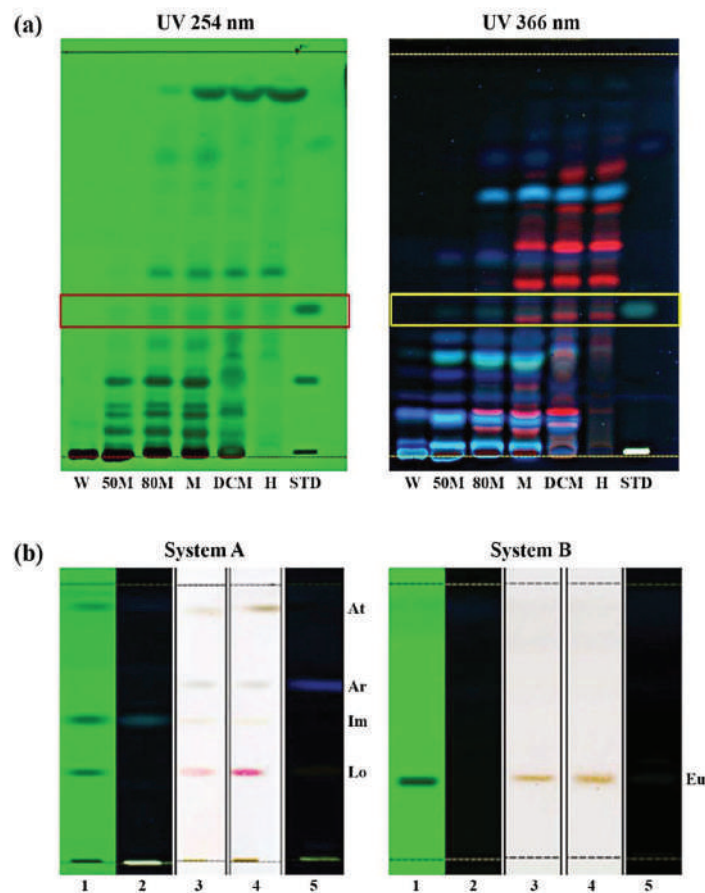 (a)
UV 254 nm
UV 366 nm
W 50M 80M M DCM H STD
W 50M 80M M DCM H STD
(b)
System A
System B
At
Ar
Im
Lo
Eu
1 2 3 4 5
1 2 3 4 5